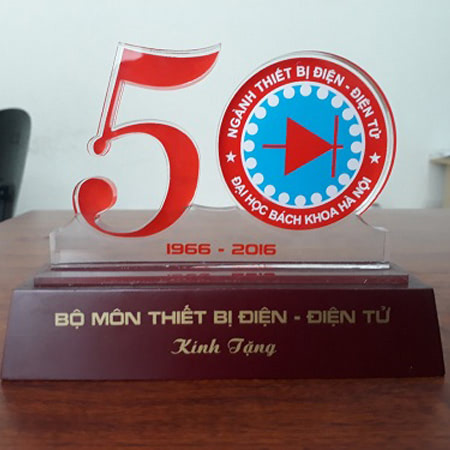 50
NGÀNH THIẾT BỊ ĐIỆN - ĐIỆN TỬ
ĐẠI HỌC BÁCH KHOA HÀ NỘI
1966 - 2016
BỘ MÔN THIẾT BỊ ĐIỆN - ĐIỆN TỬ
Kính Tặng